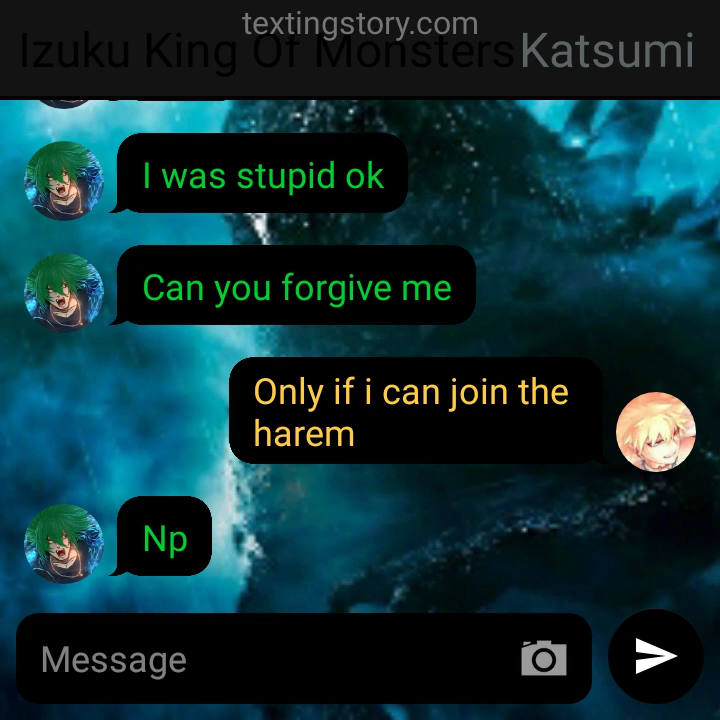 textingstory.com
Izuku King Of Monsters Katsumi
I was stupid ok
Can you forgive me
Only if i can join the
harem
Np
Message